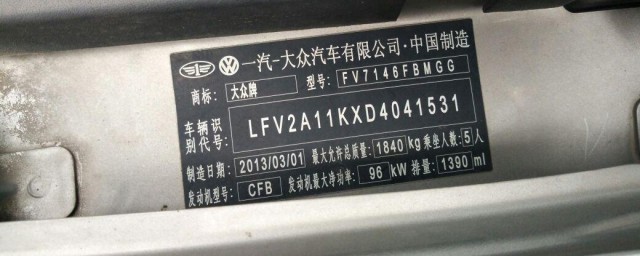 一汽-大众汽车有限公司·中国制造
商标: 大众牌 型号: FV7146FBMGG
车辆识别代号: LFV2A11KXD4041531
制造日期: 2013/03/01 最大允许总质量: 1840 kg 乘坐人数: 5 人
发动机型号: CFB 发动机最大净功率: 96 kW 排量: 1390 ml